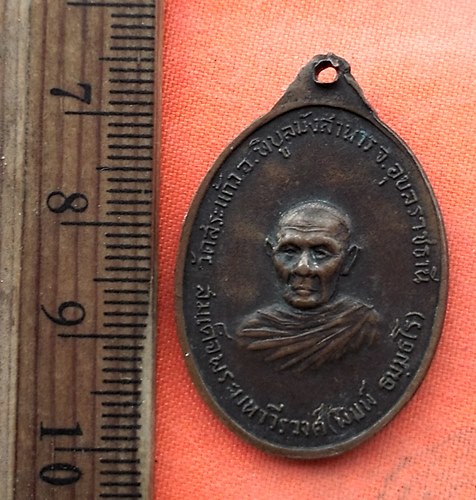 วัดสระแก้ว อ.พิบูลมังสาหาร จ.อุบลราชธานี
สมเด็จพระมหาวีรวงศ์ (พิมพ์ ธมฺมธโร)
7
8
9
10